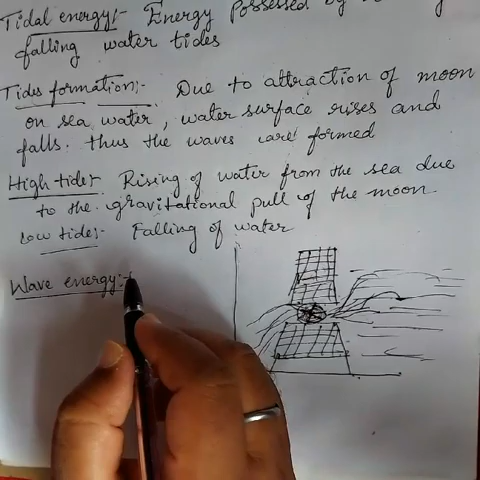 Tidal energy:- Energy Possessed by
falling water tides
Tides formation:- Due to attraction of moon
on sea water, water surface rises and
falls. thus the waves are formed
High tide:- Rising of water from the sea due
to the gravitational pull of the moon.
Low tide:- Falling of water
Wave energy:-